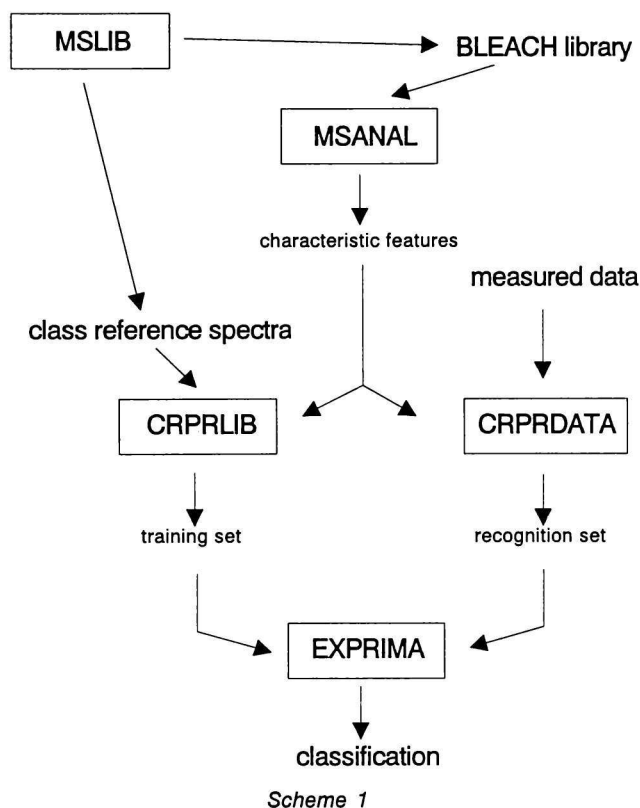 MSLIB
BLEACH library
MSANAL
characteristic features
measured data
class reference spectra
CRPRLIB
CRPRDATA
training set
recognition set
EXPRIMA
classification
Scheme 1